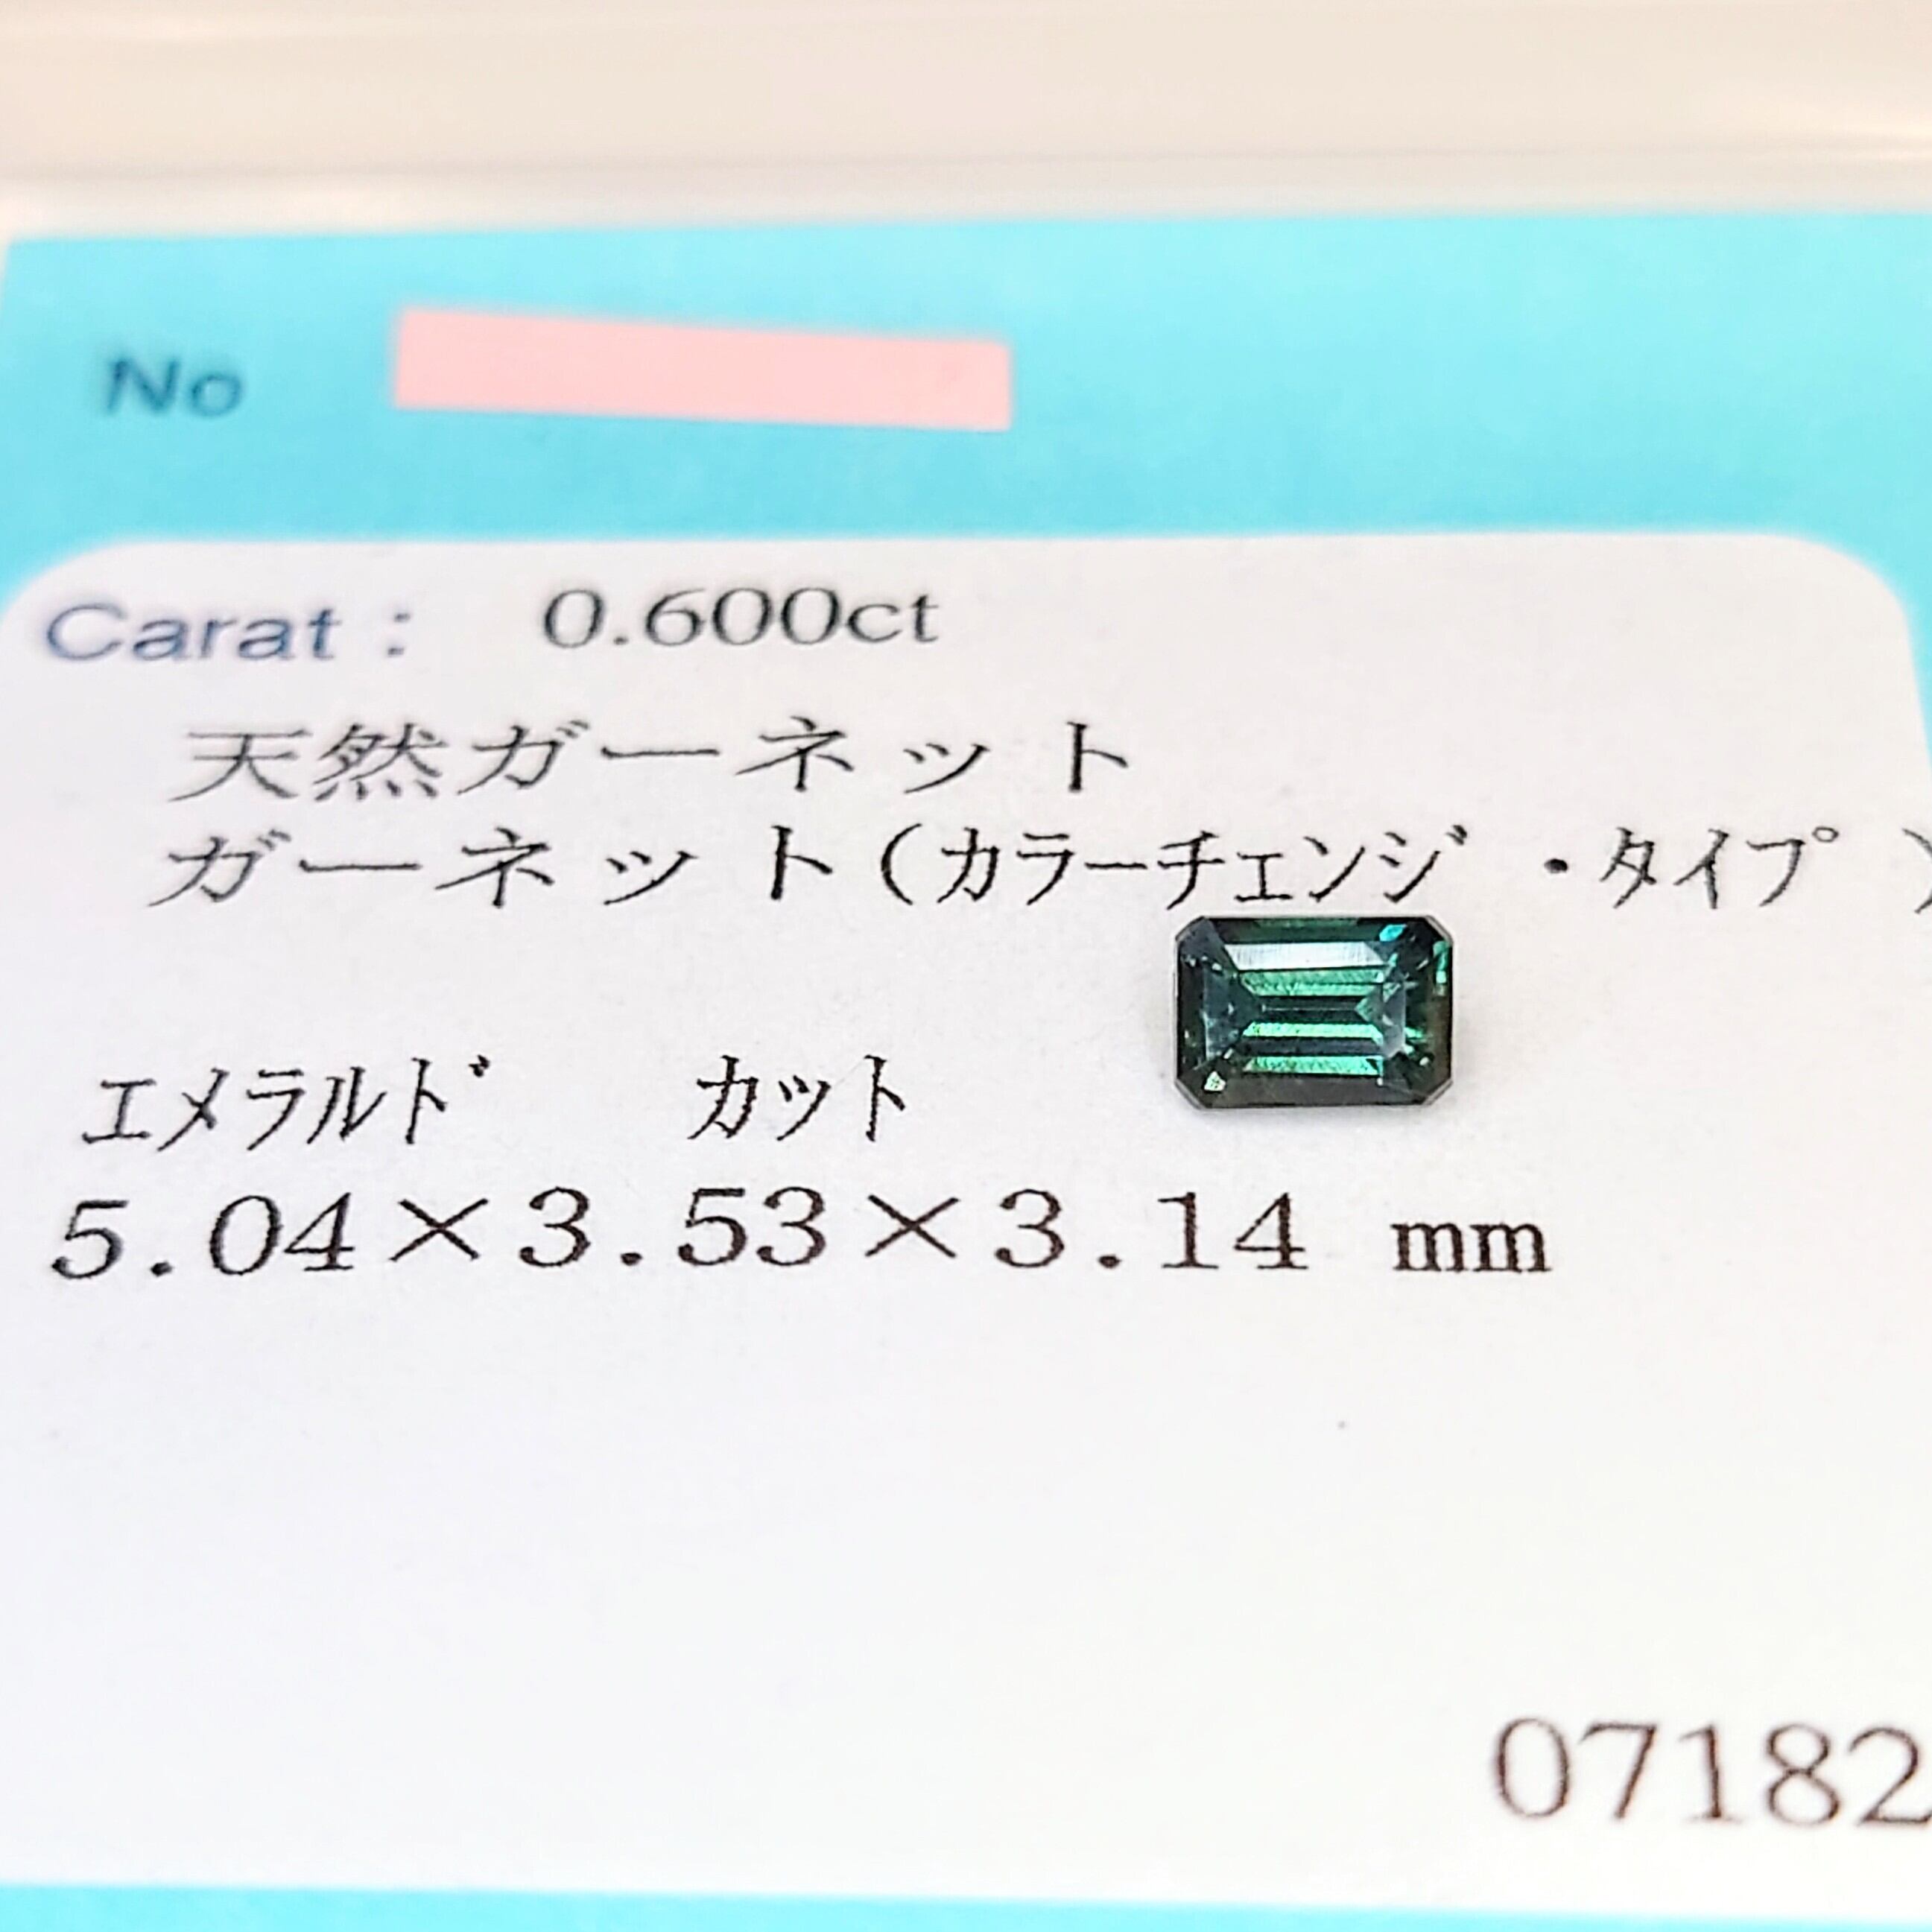 No
Carat : 0.600ct
天然ガーネット
ガーネット(ｶﾗｰﾁｪﾝｼﾞ・ﾀｲﾌﾟ)
ｴﾒﾗﾙﾄﾞ ｶｯﾄ
5.04×3.53×3.14 mm
07182